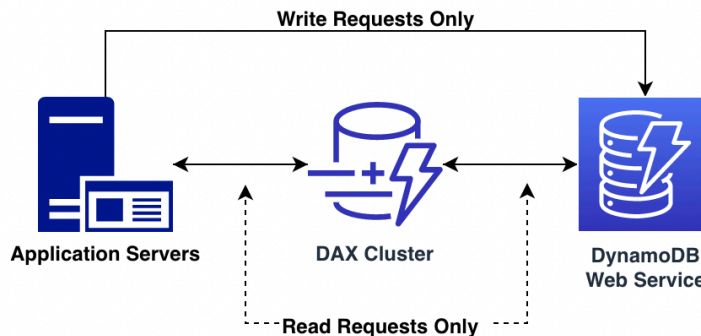 Write Requests Only
Application Servers
DAX Cluster
DynamoDB
Web Service
Read Requests Only